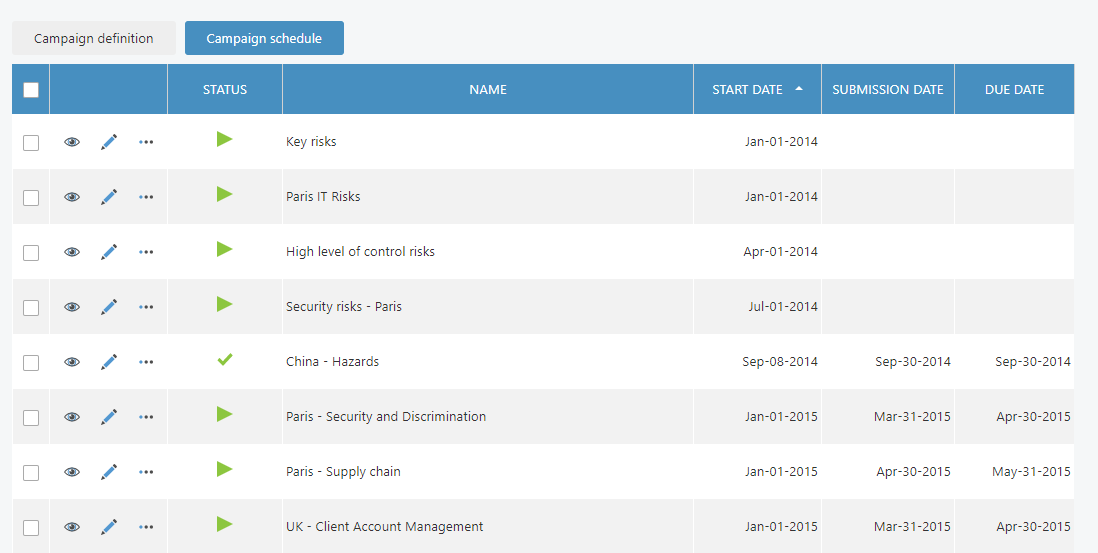 Campaign definition Campaign schedule
STATUS NAME START DATE SUBMISSION DATE DUE DATE
Key risks Jan-01-2014
Paris IT Risks Jan-01-2014
High level of control risks Apr-01-2014
Security risks - Paris Jul-01-2014
China - Hazards Sep-08-2014 Sep-30-2014 Sep-30-2014
Paris - Security and Discrimination Jan-01-2015 Mar-31-2015 Apr-30-2015
Paris - Supply chain Jan-01-2015 Apr-30-2015 May-31-2015
UK - Client Account Management Jan-01-2015 Mar-31-2015 Apr-30-2015